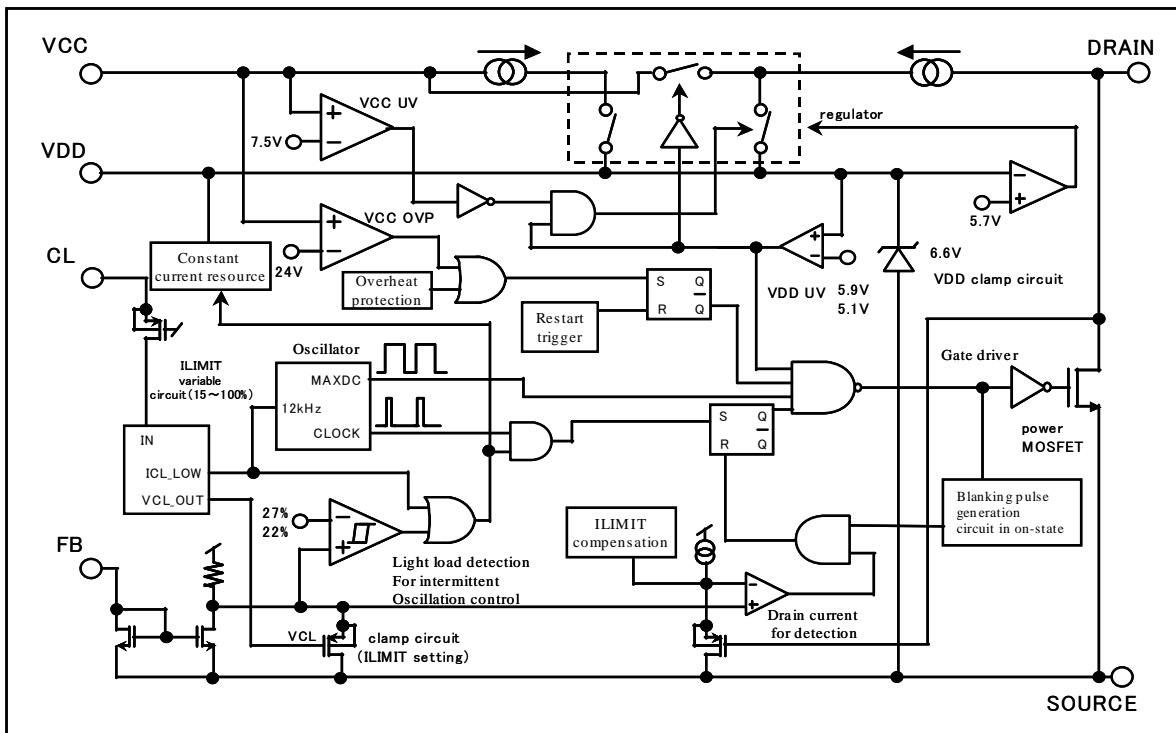 VCC
DRAIN
VCC UV
7.5V
regulator
VDD
5.7V
VCC OVP
24V
CL
Constant
current resource
Overheat
protection
S Q
R Q
Restart
trigger
VDD UV
5.9V
5.1V
6.6V
VDD clamp circuit
ILIMIT
variable
circuit(15~100%)
Oscillator
MAXDC
12kHz
CLOCK
Gate driver
S Q
R Q
power
MOSFET
IN
ICL_LOW
VCL_OUT
27%
22%
ILIMIT
compensation
Blanking pulse
generation
circuit in on-state
FB
Light load detection
For intermittent
Oscillation control
Drain current
for detection
VCL
clamp circuit
(ILIMIT setting)
SOURCE